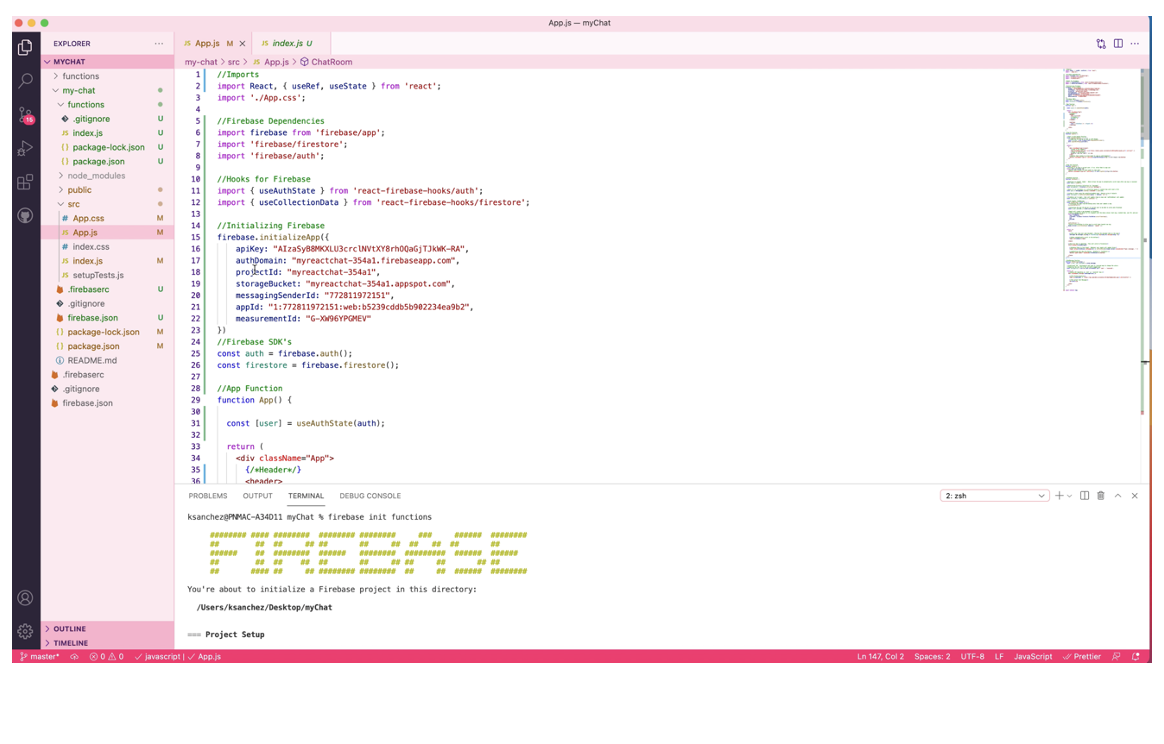 App.js — myChat
EXPLORER ···
JS App.js M ×
JS index.js U
···
MYCHAT
my-chat > src > JS App.js > ChatRoom
functions
my-chat
functions
.gitignore U
JS index.js U
{} package-lock.json U
{} package.json U
node_modules
public
src
# App.css M
JS App.js M
# index.css
JS index.js M
JS setupTests.js
.firebaserc U
.gitignore
firebase.json U
{} package-lock.json M
{} package.json M
README.md
.firebaserc
.gitignore
firebase.json
OUTLINE
TIMELINE
15
1 //Imports
2 import React, { useRef, useState } from 'react';
3 import './App.css';
4
5 //Firebase Dependencies
6 import firebase from 'firebase/app';
7 import 'firebase/firestore';
8 import 'firebase/auth';
9
10 //Hooks for Firebase
11 import { useAuthState } from 'react-firebase-hooks/auth';
12 import { useCollectionData } from 'react-firebase-hooks/firestore';
13
14 //Initializing Firebase
15 firebase.initializeApp({
16 apiKey: "AIzaSyB8MKXLU3crclNVtXY8rhOQaGjTJkWK-RA",
17 authDomain: "myreactchat-354a1.firebaseapp.com",
18 projectId: "myreactchat-354a1",
19 storageBucket: "myreactchat-354a1.appspot.com",
20 messagingSenderId: "772811972151",
21 appId: "1:772811972151:web:b5239cddb5b902234ea9b2",
22 measurementId: "G-XW96YPGMEV"
23 })
24 //Firebase SDK's
25 const auth = firebase.auth();
26 const firestore = firebase.firestore();
27
28 //App Function
29 function App() {
30
31 const [user] = useAuthState(auth);
32
33 return (
34 <div className="App">
35 {/*Header*/}
36 <header>
PROBLEMS OUTPUT TERMINAL DEBUG CONSOLE
2: zsh
ksanchez@PNMAC-A34D11 myChat % firebase init functions
FIREBASE
You're about to initialize a Firebase project in this directory:
/Users/ksanchez/Desktop/myChat
=== Project Setup
master* 0 0 javascript | App.js
Ln 147, Col 2 Spaces: 2 UTF-8 LF JavaScript Prettier